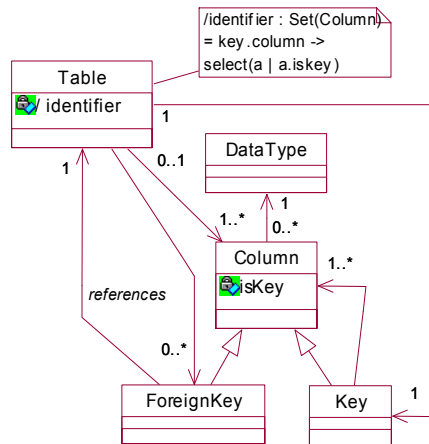 /identifier : Set(Column)
= key.column ->
select(a | a.iskey)
Table
/ identifier
1
1
0..1
DataType
1
1..*
0..*
Column
1..*
isKey
references
0..*
ForeignKey
Key
1